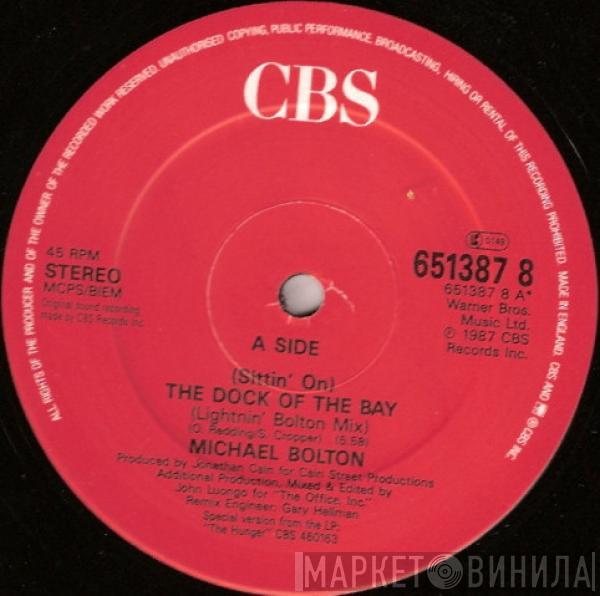 ALL RIGHTS OF THE PRODUCER AND OF THE OWNER OF THE RECORDED WORK RESERVED. UNAUTHORISED COPYING, PUBLIC PERFORMANCE, BROADCASTING, HIRING OR RENTAL OF THIS RECORDING PROHIBITED. MADE IN ENGLAND. CBS AND ® CBS INC.
CBS
45 RPM
STEREO
MCPS/BIEM
Original sound recording
made by CBS Records Inc.
0149
651387 8
651387 8 A*
Warner Bros.
Music Ltd.
℗ 1987 CBS
Records Inc.
A SIDE
(Sittin' On)
THE DOCK OF THE BAY
(Lightnin' Bolton Mix)
(O. Redding/S. Cropper) (5.58)
MICHAEL BOLTON
Produced by Jonathan Cain for Cain Street Productions
Additional Production, Mixed & Edited by
John Luongo for "The Office, Inc."
Remix Engineer: Gary Hellman
Special version from the LP:
"The Hunger" CBS 460163
МАРКЕТ ВИНИЛА